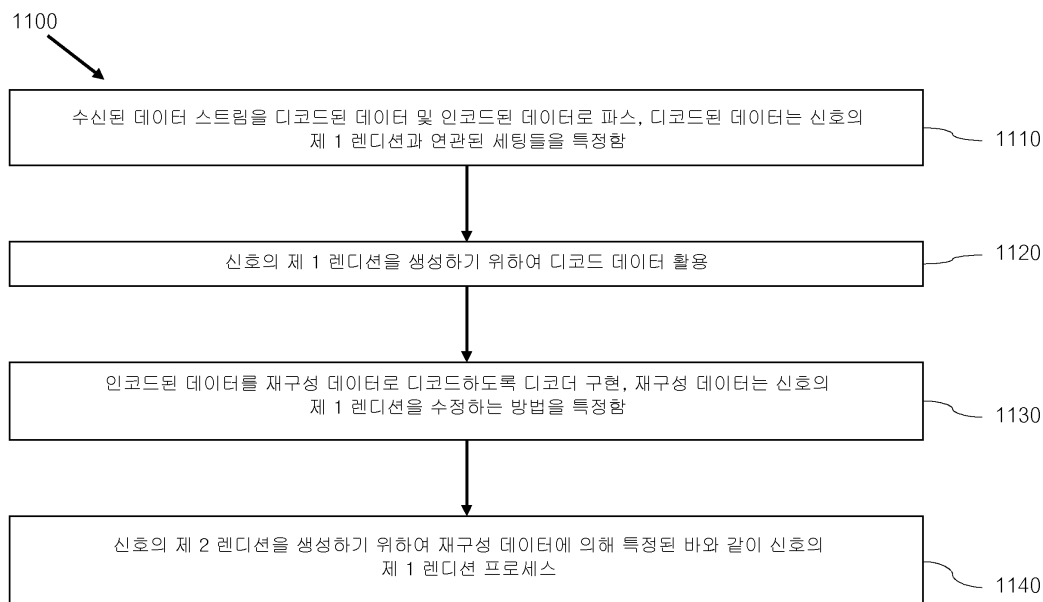 1100
수신된 데이터 스트림을 디코드된 데이터 및 인코드된 데이터로 파스, 디코드된 데이터는 신호의
제 1 렌디션과 연관된 세팅들을 특정함
1110
신호의 제 1 렌디션을 생성하기 위하여 디코드 데이터 활용
1120
인코드된 데이터를 재구성 데이터로 디코드하도록 디코더 구현, 재구성 데이터는 신호의
제 1 렌디션을 수정하는 방법을 특정함
1130
신호의 제 2 렌디션을 생성하기 위하여 재구성 데이터에 의해 특정된 바와 같이 신호의
제 1 렌디션 프로세스
1140